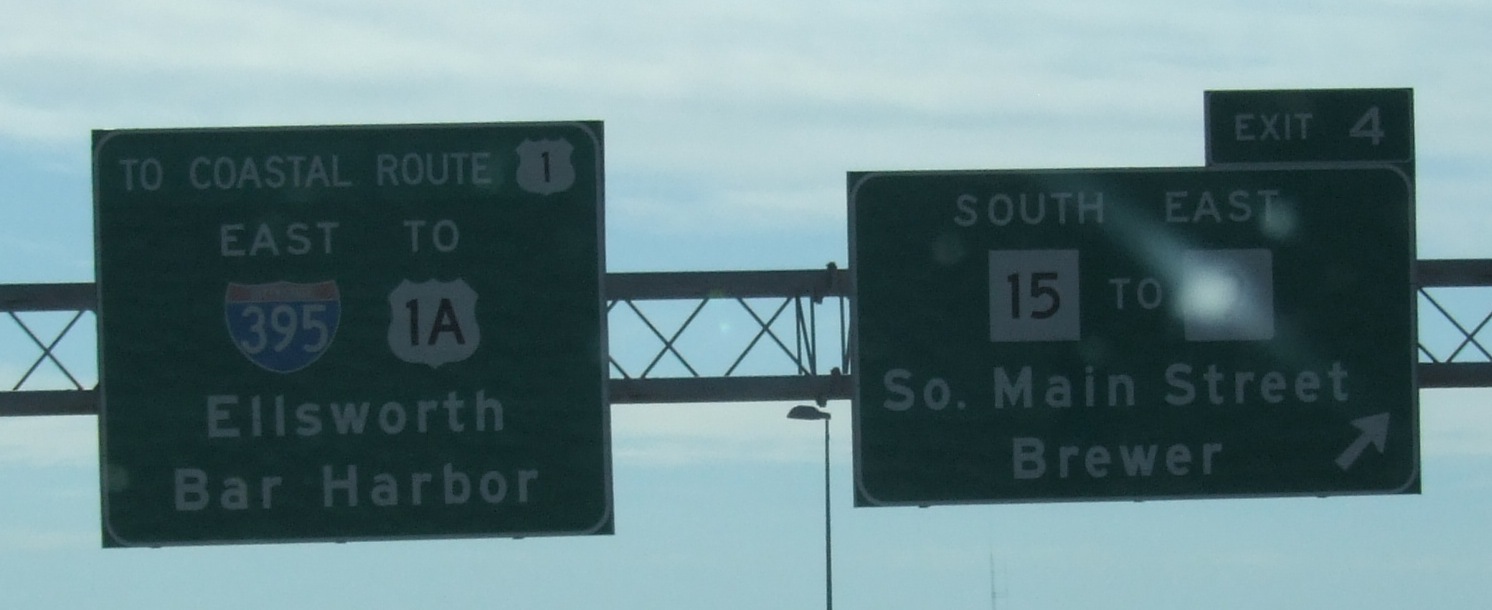 TO COASTAL ROUTE 1
EAST TO
395 1A
Ellsworth
Bar Harbor
EXIT 4
SOUTH EAST
15 TO
So. Main Street
Brewer